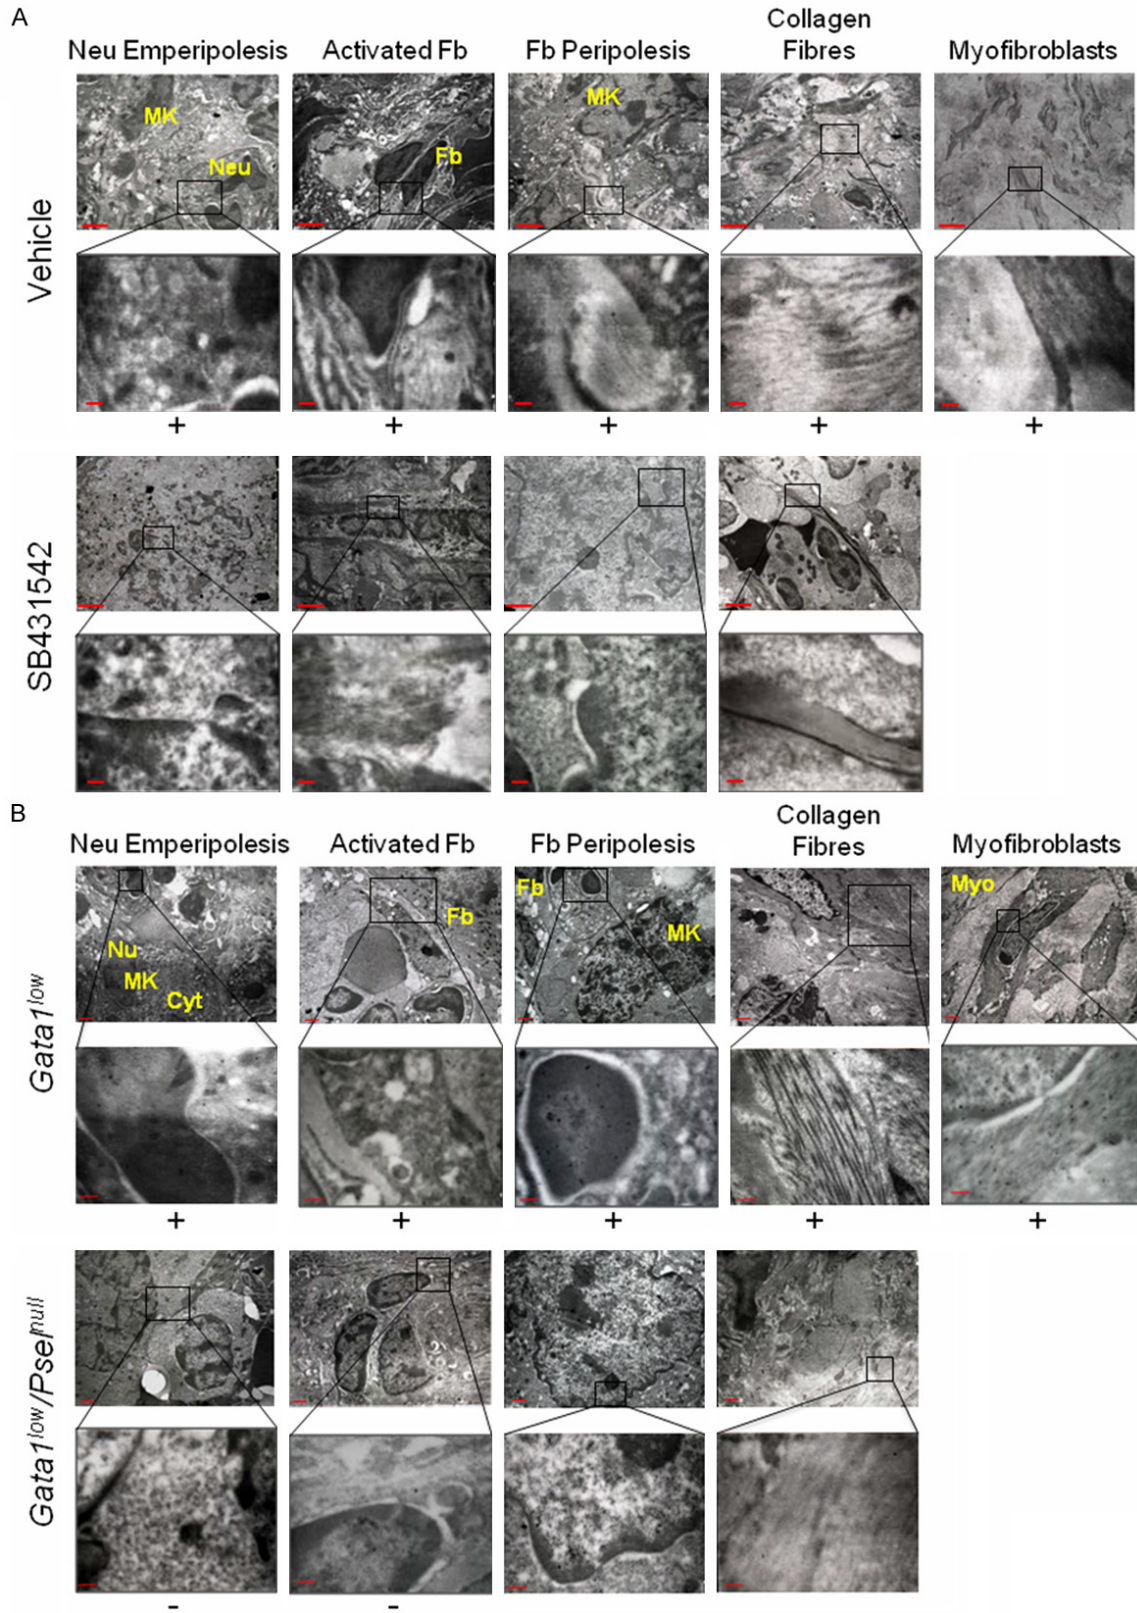 A
Neu Emperipolesis Activated Fb Fb Peripolesis Collagen Fibres Myofibroblasts
Vehicle
MK
Neu
Fb
MK
+ + + + +
SB431542
B
Neu Emperipolesis Activated Fb Fb Peripolesis Collagen Fibres Myofibroblasts
Gata1low
Nu
MK
Cyt
Fb
Fb
MK
Myo
+ + + + +
Gata1low/Pselnull
- -